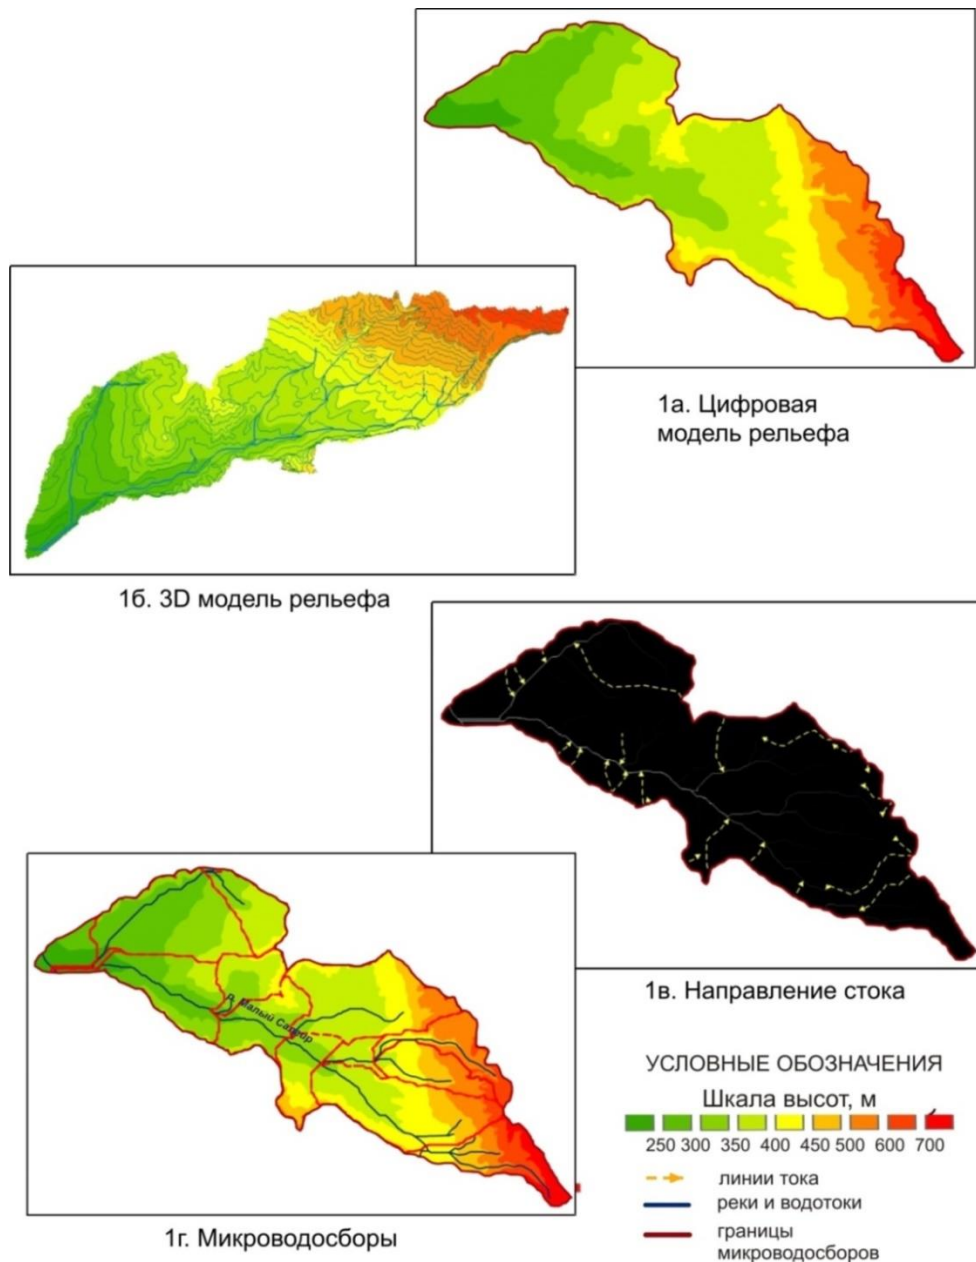 1а. Цифровая
модель рельефа
1б. 3D модель рельефа
1в. Направление стока
р. Малый
1г. Микроводосборы
УСЛОВНЫЕ ОБОЗНАЧЕНИЯ
Шкала высот, м
250 300 350 400 450 500 600 700
линии тока
реки и водотоки
границы
микроводосборов